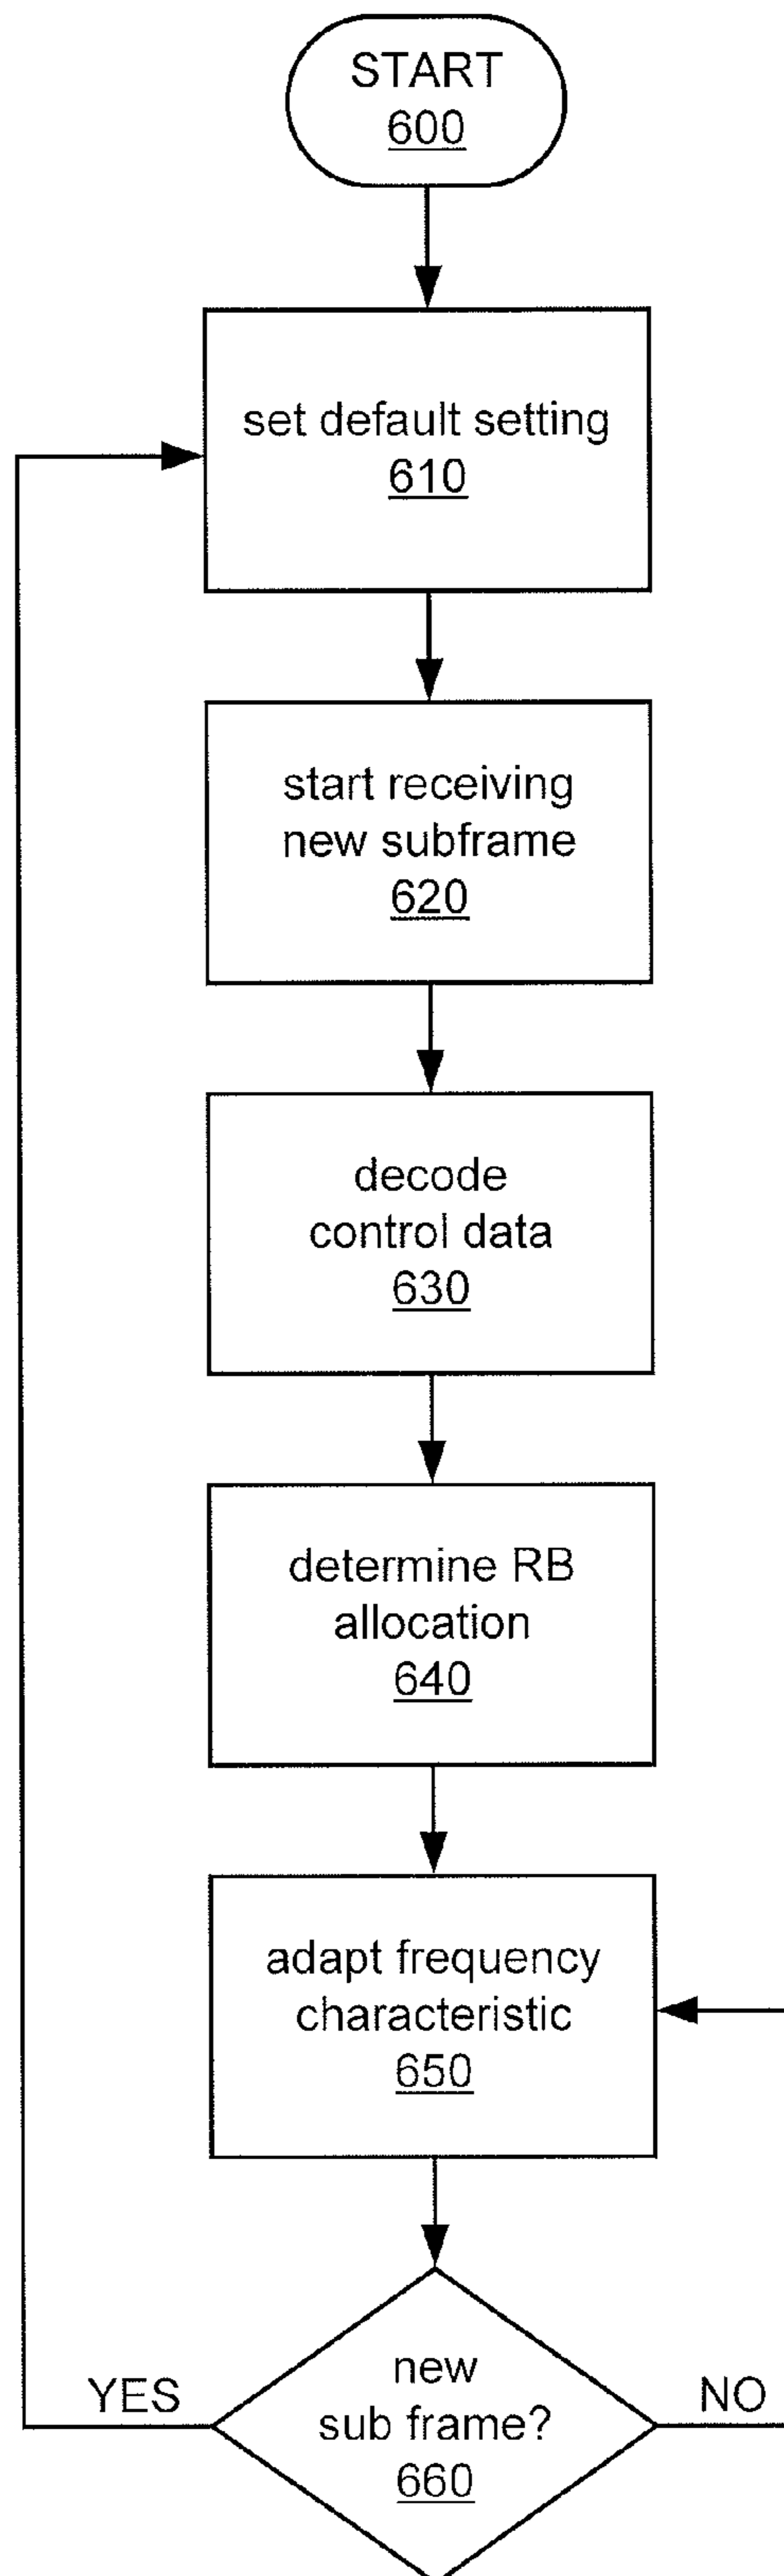 START
600
set default setting
610
start receiving
new subframe
620
decode
control data
630
determine RB
allocation
640
adapt frequency
characteristic
650
new
sub frame?
660
YES
NO